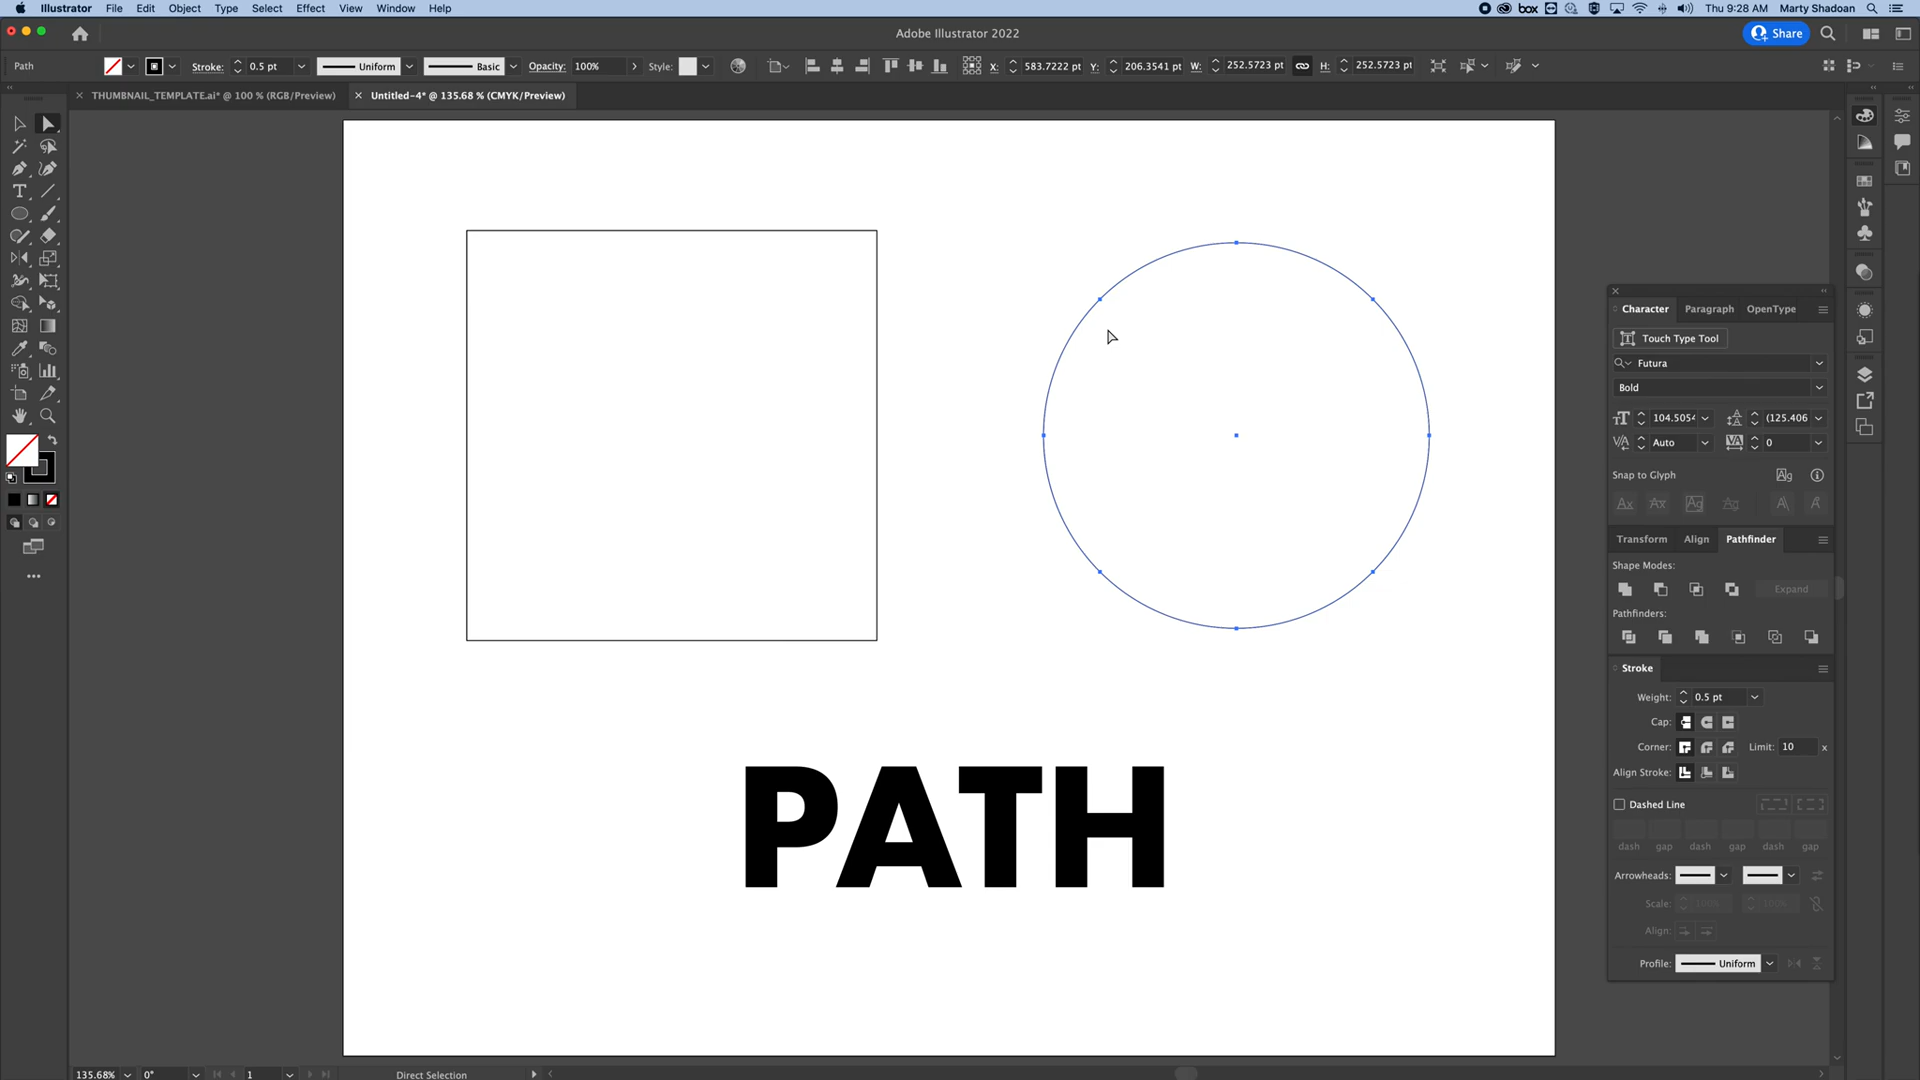 Illustrator File Edit Object Type Select Effect View Window Help
box Thu 9:28 AM Marty Shadoan
Adobe Illustrator 2022
Share
Path
Stroke: 0.5 pt Uniform Basic Opacity: 100% Style: X: 583.7222 pt Y: 206.3541 pt W: 252.5723 pt H: 252.5723 pt
THUMBNAIL_TEMPLATE.ai* @ 100 % (RGB/Preview)
Untitled-4* @ 135.68 % (CMYK/Preview)
Character Paragraph OpenType
Touch Type Tool
Futura
Bold
104.5054 (125.406
Auto 0
Snap to Glyph
Transform Align Pathfinder
Shape Modes:
Expand
Pathfinders:
Stroke
Weight: 0.5 pt
Cap:
Corner: Limit: 10 x
Align Stroke:
Dashed Line
dash gap dash gap dash gap
Arrowheads:
Scale: 100% 100%
Align:
Profile: Uniform
PATH
135.68% 0° 1 Direct Selection